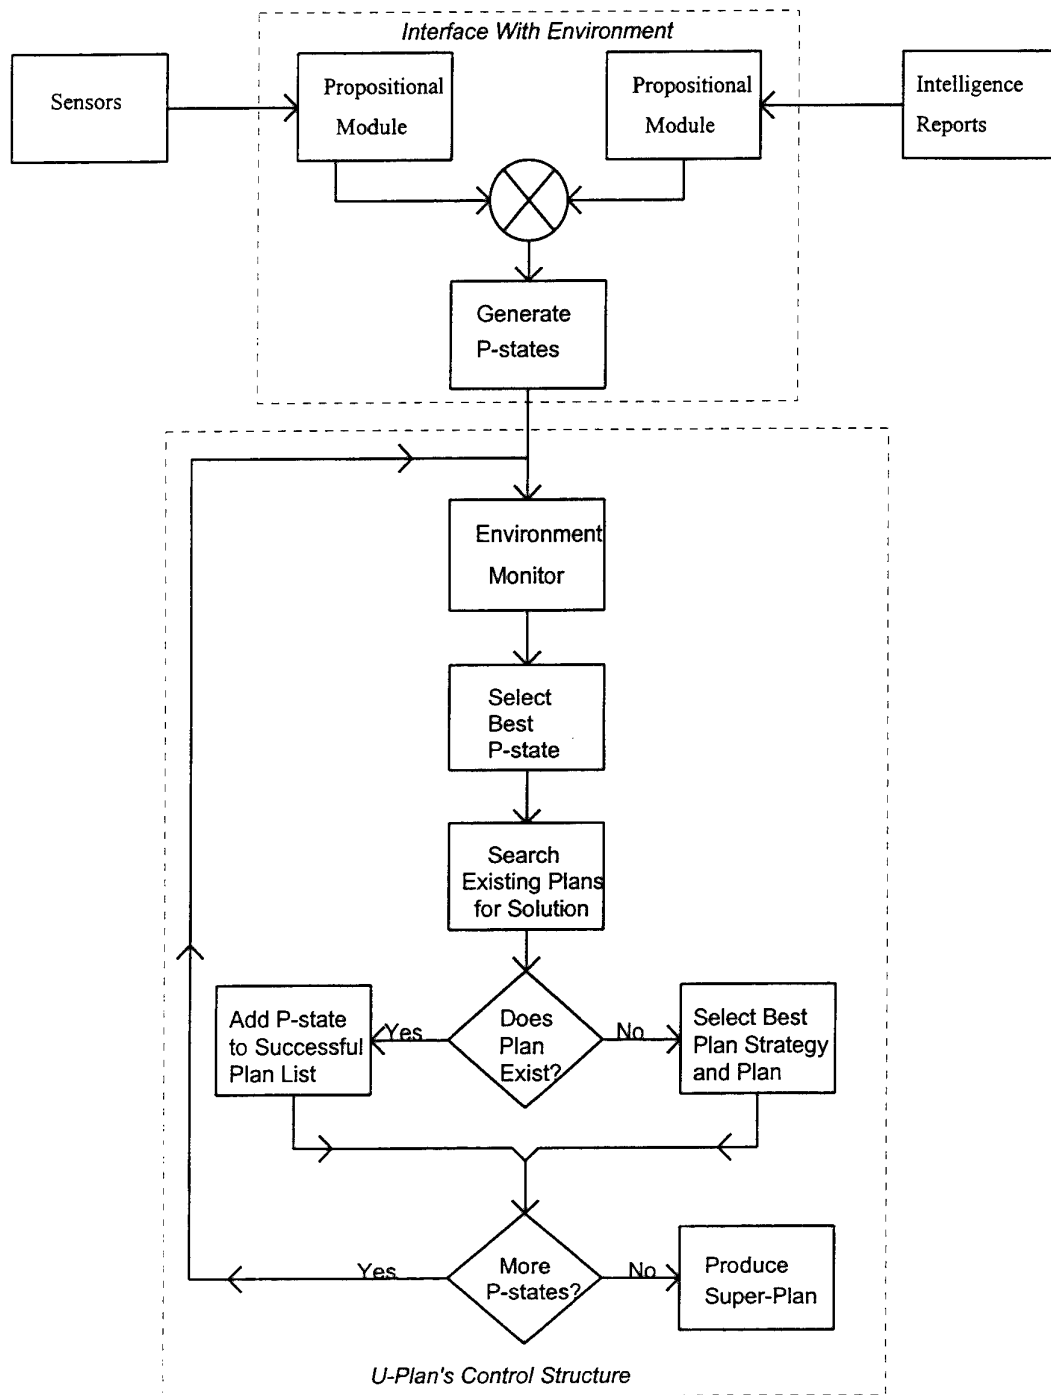 Interface With Environment
Sensors
Propositional
Module
Propositional
Module
Intelligence
Reports
Generate
P-states
Environment
Monitor
Select
Best
P-state
Search
Existing Plans
for Solution
Add P-state
to Successful
Plan List
Yes
Does
Plan
Exist?
No
Select Best
Plan Strategy
and Plan
Yes
More
P-states?
No
Produce
Super-Plan
U-Plan's Control Structure